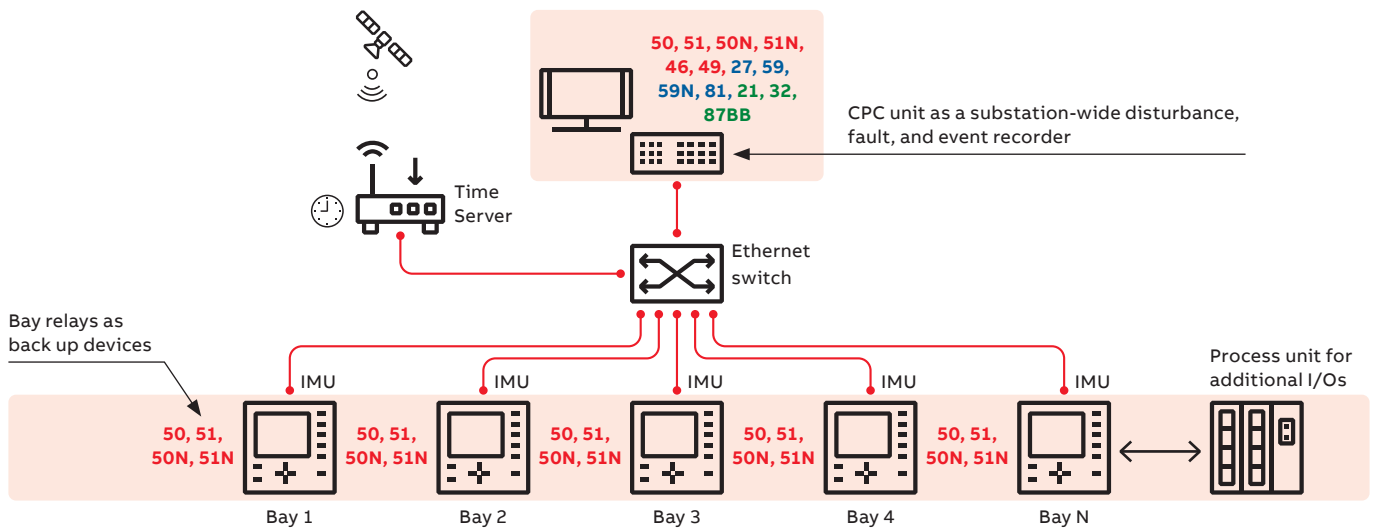 50, 51, 50N, 51N,
46, 49, 27, 59,
59N, 81, 21, 32,
87BB
CPC unit as a substation-wide disturbance,
fault, and event recorder
Time
Server
Ethernet
switch
Bay relays as
back up devices
Process unit for
additional I/Os
IMU
IMU
IMU
IMU
IMU
50, 51,
50N, 51N
50, 51,
50N, 51N
50, 51,
50N, 51N
50, 51,
50N, 51N
50, 51,
50N, 51N
Bay 1
Bay 2
Bay 3
Bay 4
Bay N